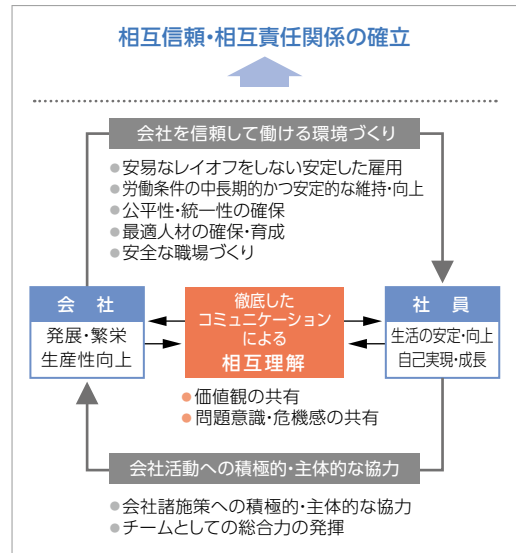 相互信頼・相互責任関係の確立
会社を信頼して働ける環境づくり
●安易なレイオフをしない安定した雇用
●労働条件の中長期的かつ安定的な維持・向上
●公平性・統一性の確保
●最適人材の確保・育成
●安全な職場づくり
会 社
発展・繁栄
生産性向上
徹底した
コミュニケーション
による
相互理解
社 員
生活の安定・向上
自己実現・成長
●価値観の共有
●問題意識・危機感の共有
会社活動への積極的・主体的な協力
●会社諸施策への積極的・主体的な協力
●チームとしての総合力の発揮